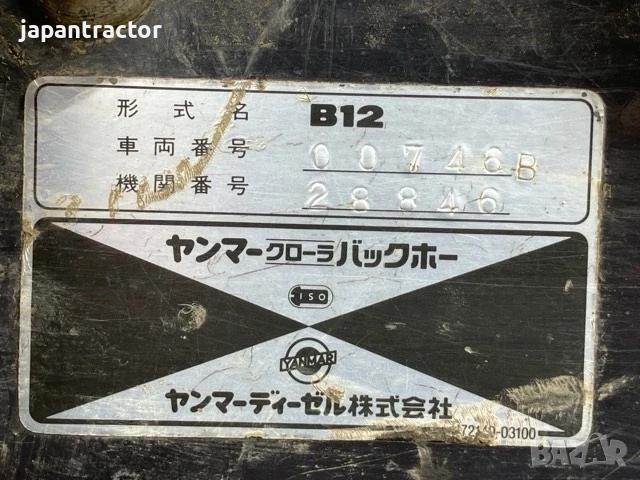 japantractor
形式名 B12
車両番号 00746B
機関番号 28846
ヤンマークローラバックホー
ISO
YANMAR
ヤンマーディーゼル株式会社
BAZAR